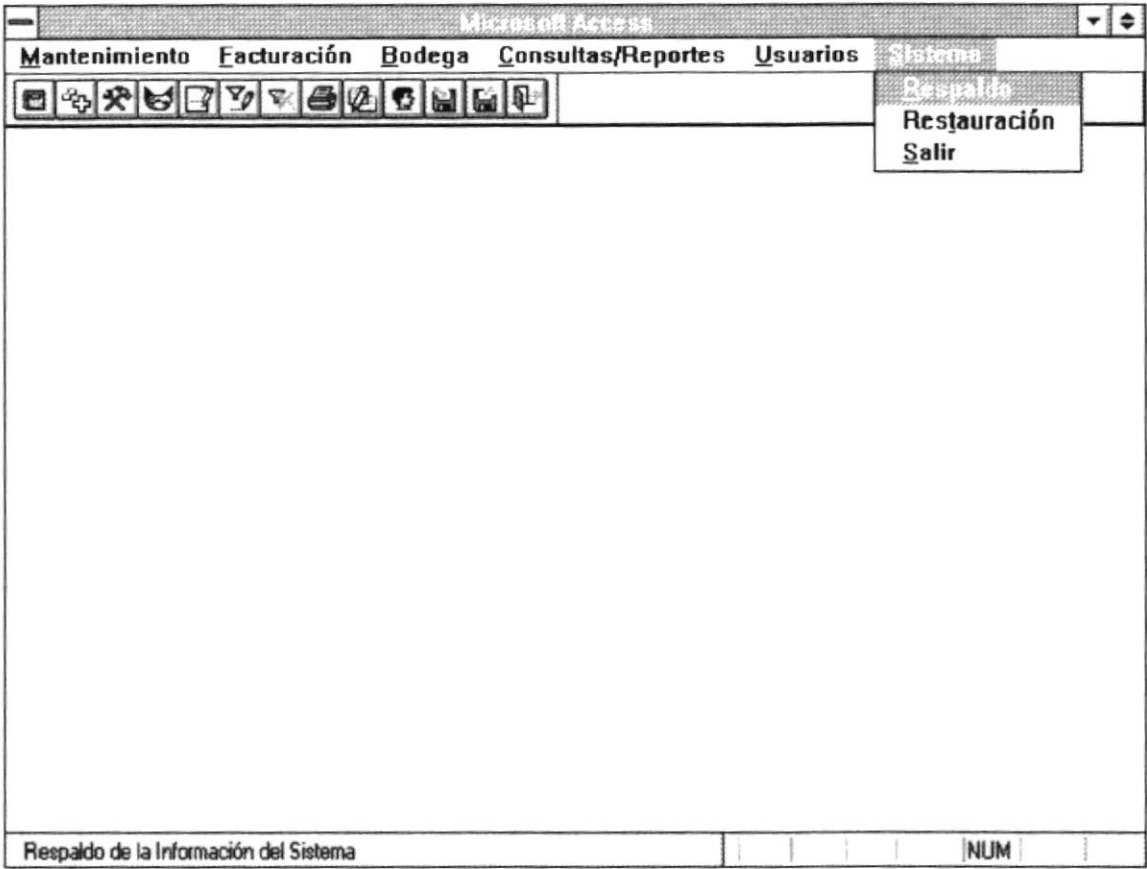 Microsoft Access
Mantenimiento Facturación Bodega Consultas/Reportes Usuarios Sistema
Respaldo
Restauración
Salir
Respaldo de la Información del Sistema NUM